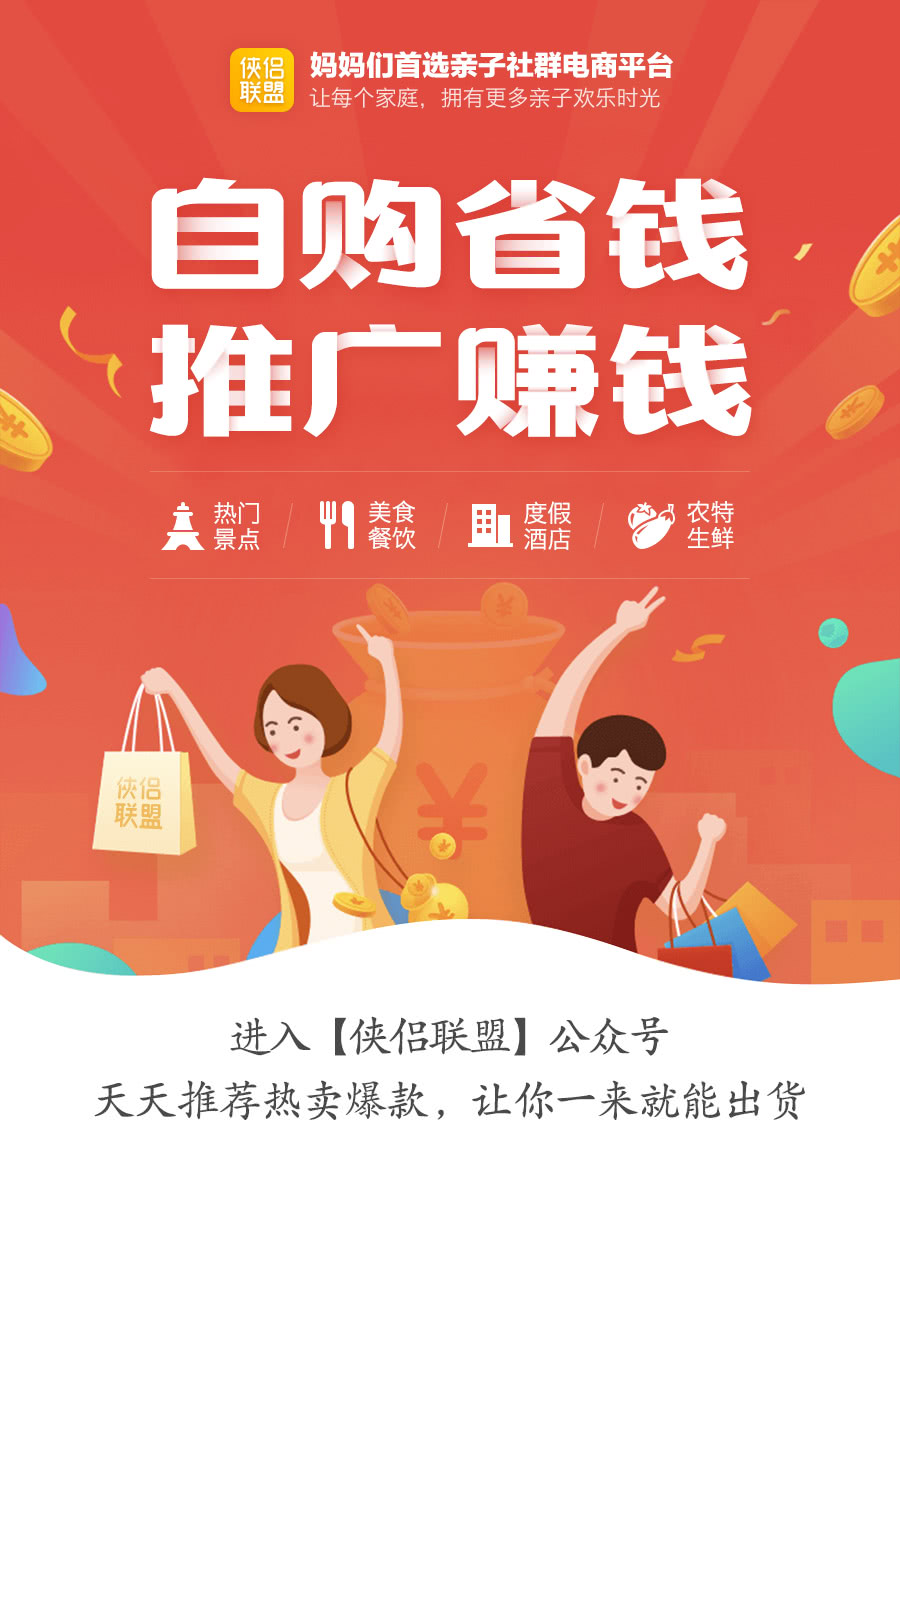 侠侣
联盟
妈妈们首选亲子社群电商平台
让每个家庭，拥有更多亲子欢乐时光
自购省钱
推广赚钱
热门
景点
美食
餐饮
度假
酒店
农特
生鲜
侠侣
联盟
¥
进入【侠侣联盟】公众号
天天推荐热卖爆款，让你一来就能出货